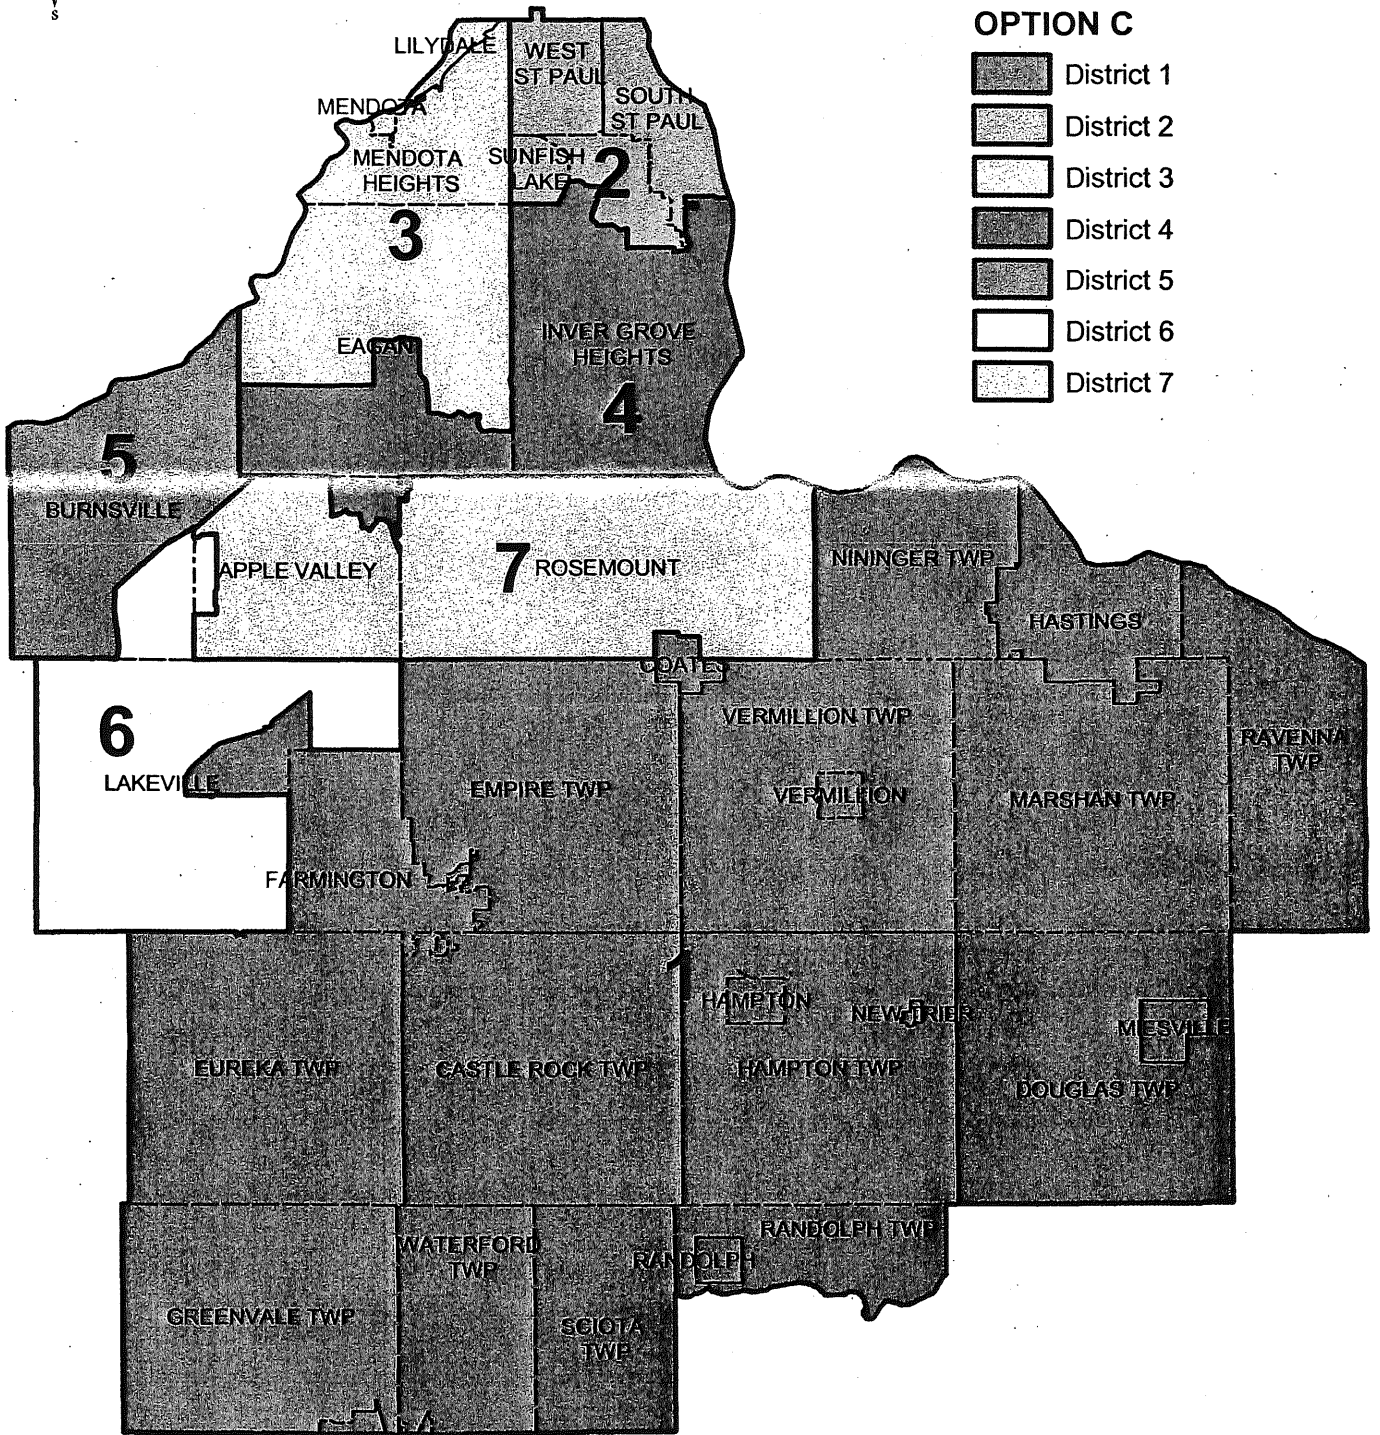 S
OPTION C
District 1
District 2
District 3
District 4
District 5
District 6
District 7
LILYDALE
WEST
ST PAUL
SOUTH
ST PAUL
MENDOTA
MENDOTA
HEIGHTS
SUNFISH
LAKE
2
3
EAGAN
INVER GROVE
HEIGHTS
4
5
BURNSVILLE
APPLE VALLEY
7
ROSEMOUNT
NININGER TWP
HASTINGS
COATES
6
LAKEVILLE
VERMILLION TWP
RAVENNA
TWP
EMPIRE TWP
VERMILLION
MARSHAN TWP
FARMINGTON
1
HAMPTON
NEW TRIER
MIESVILLE
EUREKA TWP
CASTLE ROCK TWP
HAMPTON TWP
DOUGLAS TWP
WATERFORD
TWP
RANDOLPH TWP
RANDOLPH
GREENVALE TWP
SCIOTA
TWP